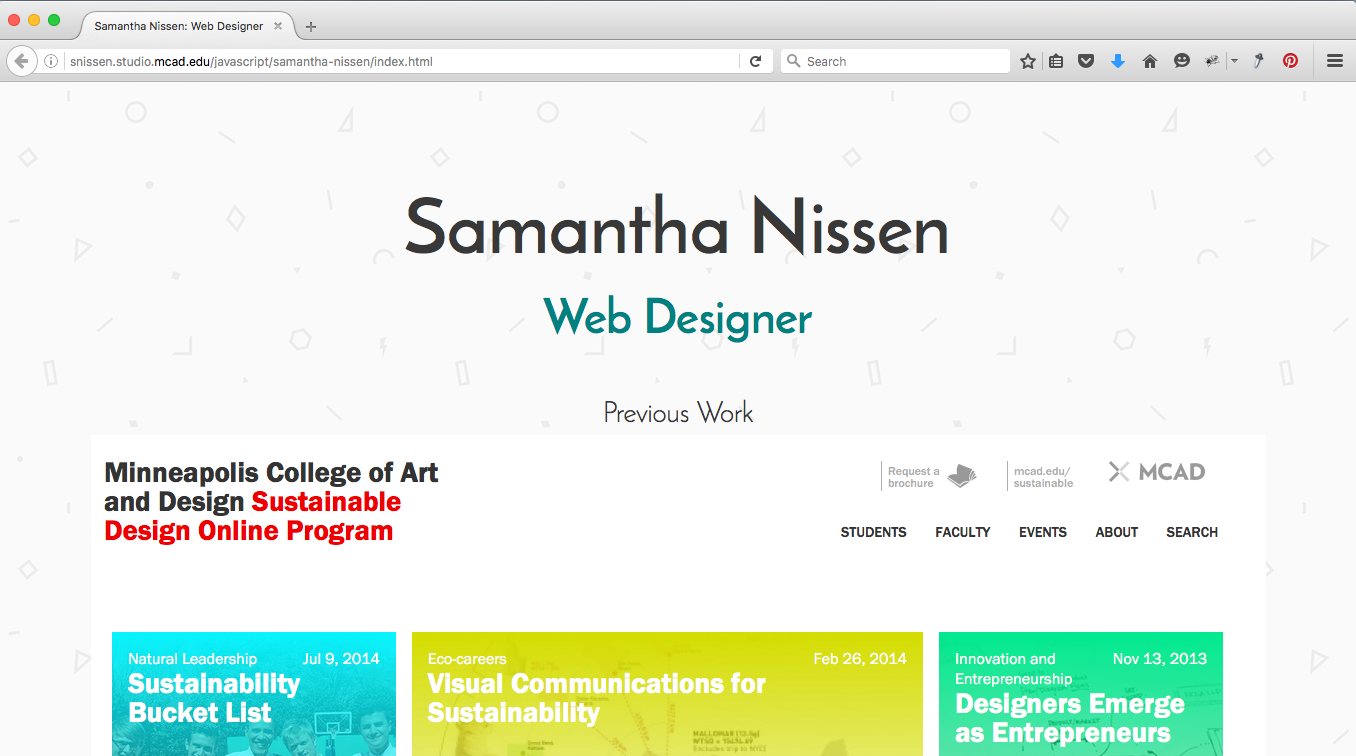 Samantha Nissen: Web Designer
snissen.studio.mcad.edu/javascript/samantha-nissen/index.html
Search
Samantha Nissen
Web Designer
Previous Work
Minneapolis College of Art
and Design Sustainable
Design Online Program
Request a
brochure
mcad.edu/
sustainable
MCAD
STUDENTS FACULTY EVENTS ABOUT SEARCH
Natural Leadership Jul 9, 2014
Sustainability
Bucket List
Eco-careers Feb 26, 2014
Visual Communications for
Sustainability
Innovation and
Entrepreneurship
Nov 13, 2013
Designers Emerge
as Entrepreneurs